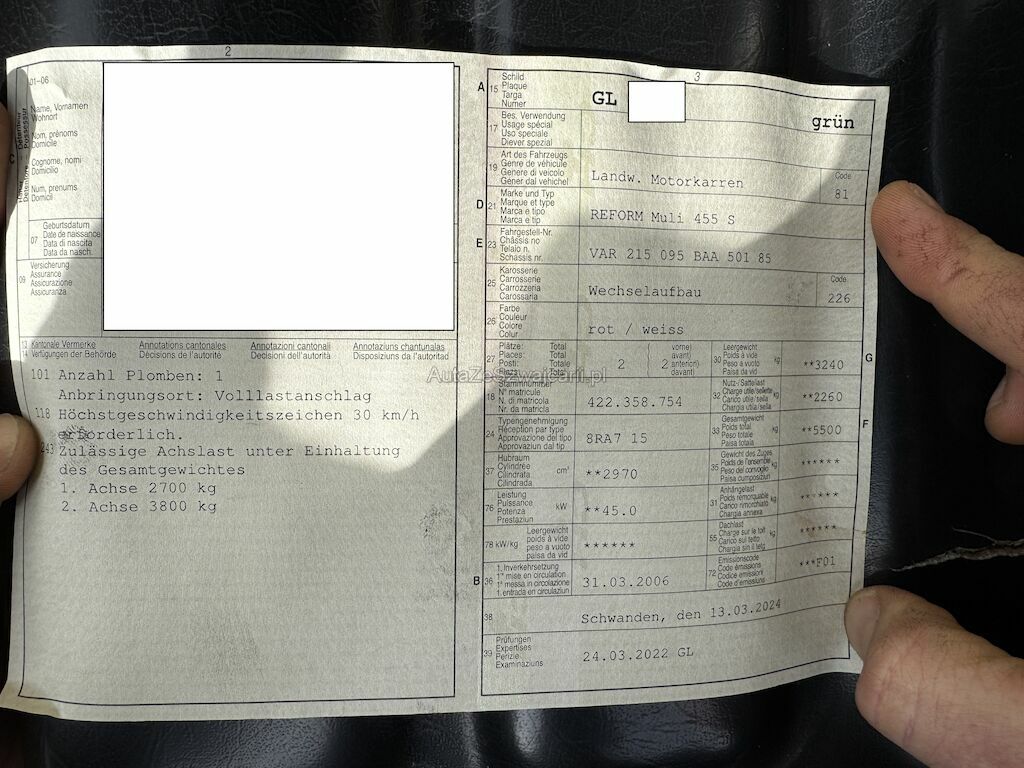 2
01-06
Name, Vornamen
Wohnort
Nom, prénoms
Domicile
C
Cognome, nomi
Domicilio
Num, prenums
Domicil
07
Geburtsdatum
Date de naissance
Data di nascita
Data da nasch.
09
Versicherung
Assurance
Assicurazione
Assicuranza
13 Kantonale Vermerke Annotations cantonales Annotazioni cantonali Annotaziuns chantunalas
14 Verfügungen der Behörde Décisions de l'autorité Decisioni dell'autorità Disposiziuns da l'autoritad
101 Anzahl Plomben: 1
Anbringungsort: Volllastanschlag
118 Höchstgeschwindigkeitszeichen 30 km/h
erforderlich.
243 Zulässige Achslast unter Einhaltung
des Gesamtgewichtes
1. Achse 2700 kg
2. Achse 3800 kg
3
A 15
Schild
Plaque
Targa
Numer
GL
grün
17
Bes. Verwendung
Usage spécial
Uso speciale
Diever spezial
19
Art des Fahrzeugs
Genre de véhicule
Genere di veicolo
Gener dal vehichel
Landw. Motorkarren
Code
81
D 21
Marke und Typ
Marque et type
Marca e tipo
Marca e tip
REFORM Muli 455 S
E 23
Fahrgestell-Nr.
Châssis no
Telaio n.
Schassis nr.
VAR 215 095 BAA 501 85
25
Karosserie
Carrosserie
Carrozzeria
Carossaria
Wechselaufbau
Code
226
26
Farbe
Couleur
Colore
Colur
rot / weiss
27
Plätze: Total
Places: Total
Posti: Totale
Total
2
vorne
avant
anteriori
davant
2
30
Leergewicht
Poids à vide
Peso a vuoto
Paisa da vid
kg
**3240
G
18
Stammnummer
N° matricule
N. di matricola
Nr. da matricla
422.358.754
32
Nutz-/Sattellast
Charge utile/sellette
Carico utile/sella
Chargia utila/sella
kg
**2260
24
Typengenehmigung
Réception par type
Approvazione del tipo
Approvaziun dal tip
8RA7 15
33
Gesamtgewicht
Poids total
Peso totale
Paisa totala
kg
**5500
F
37
Hubraum
Cylindrée
Cilindrata
Cilindrada
cm³
**2970
35
Gewicht des Zuges
Poids de l'ensemble
Peso del convoglio
Paisa cumposiziun
kg
******
76
Leistung
Puissance
Potenza
Prestaziun
kW
**45.0
31
Anhängelast
Poids remorquable
Carico rimorchiato
Chargia annexa
kg
******
78 kW/kg
Leergewicht
poids à vide
peso a vuoto
paisa da vid
******
55
Dachlast
Charge sur le toit
Carico sul tetto
Chargia sin il tetg
kg
******
B 36
1. Inverkehrsetzung
1re mise en circulation
1a messa in circolazione
1. entrada en circulaziun
31.03.2006
72
Emissionscode
Code émissions
Codice emissioni
Code d'emissiuns
***F01
38
Schwanden, den 13.03.2024
39
Prüfungen
Expertises
Perizie
Examinaziuns
24.03.2022 GL
AutaZeSzwajcarii.pl